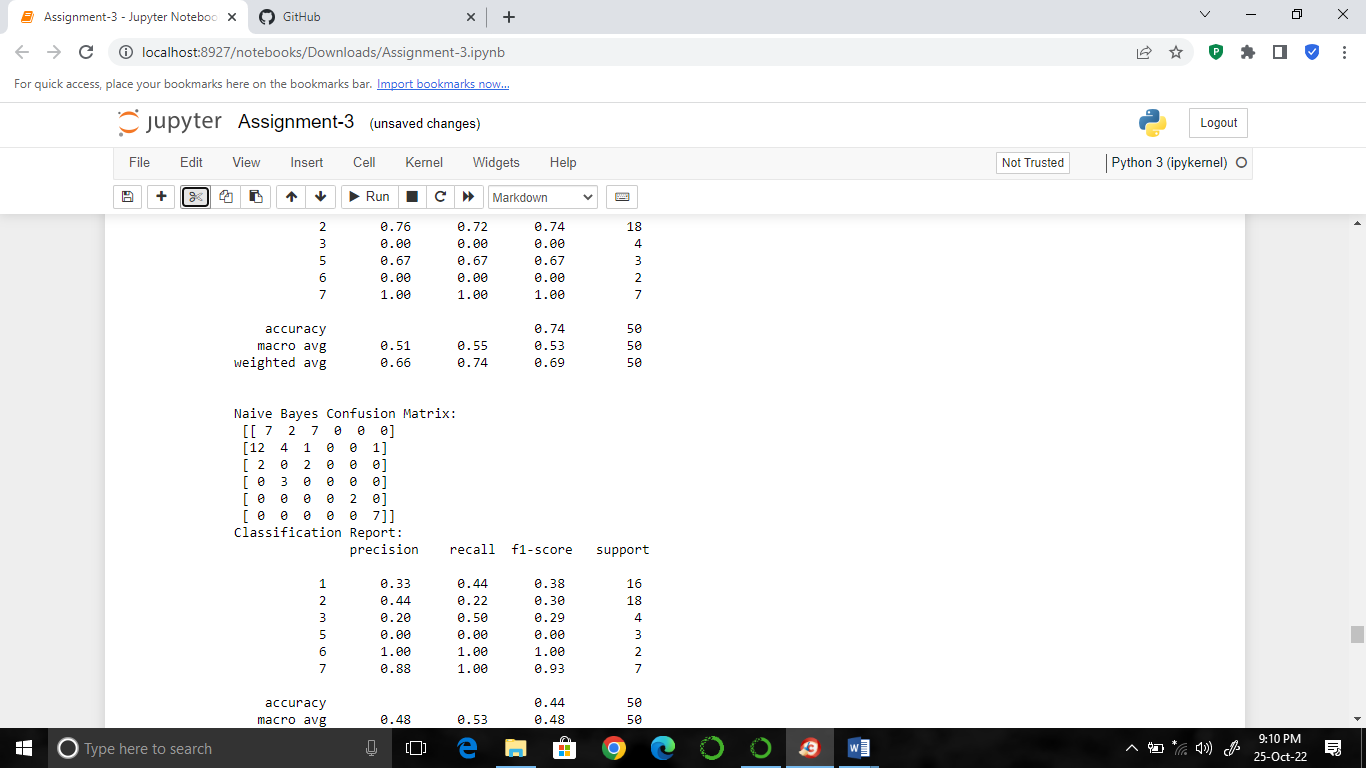 Assignment-3 - Jupyter Noteboo
GitHub
localhost:8927/notebooks/Downloads/Assignment-3.ipynb
For quick access, place your bookmarks here on the bookmarks bar. Import bookmarks now...
jupyter Assignment-3 (unsaved changes)
Logout
File Edit View Insert Cell Kernel Widgets Help
Not Trusted
Python 3 (ipykernel)
Run
Markdown
2 0.76 0.72 0.74 18
3 0.00 0.00 0.00 4
5 0.67 0.67 0.67 3
6 0.00 0.00 0.00 2
7 1.00 1.00 1.00 7
accuracy 0.74 50
macro avg 0.51 0.55 0.53 50
weighted avg 0.66 0.74 0.69 50
Naive Bayes Confusion Matrix:
[[ 7 2 7 0 0 0]
[12 4 1 0 0 1]
[ 2 0 2 0 0 0]
[ 0 3 0 0 0 0]
[ 0 0 0 0 2 0]
[ 0 0 0 0 0 7]]
Classification Report:
precision recall f1-score support
1 0.33 0.44 0.38 16
2 0.44 0.22 0.30 18
3 0.20 0.50 0.29 4
5 0.00 0.00 0.00 3
6 1.00 1.00 1.00 2
7 0.88 1.00 0.93 7
accuracy 0.44 50
macro avg 0.48 0.53 0.48 50
Type here to search
9:10 PM
25-Oct-22